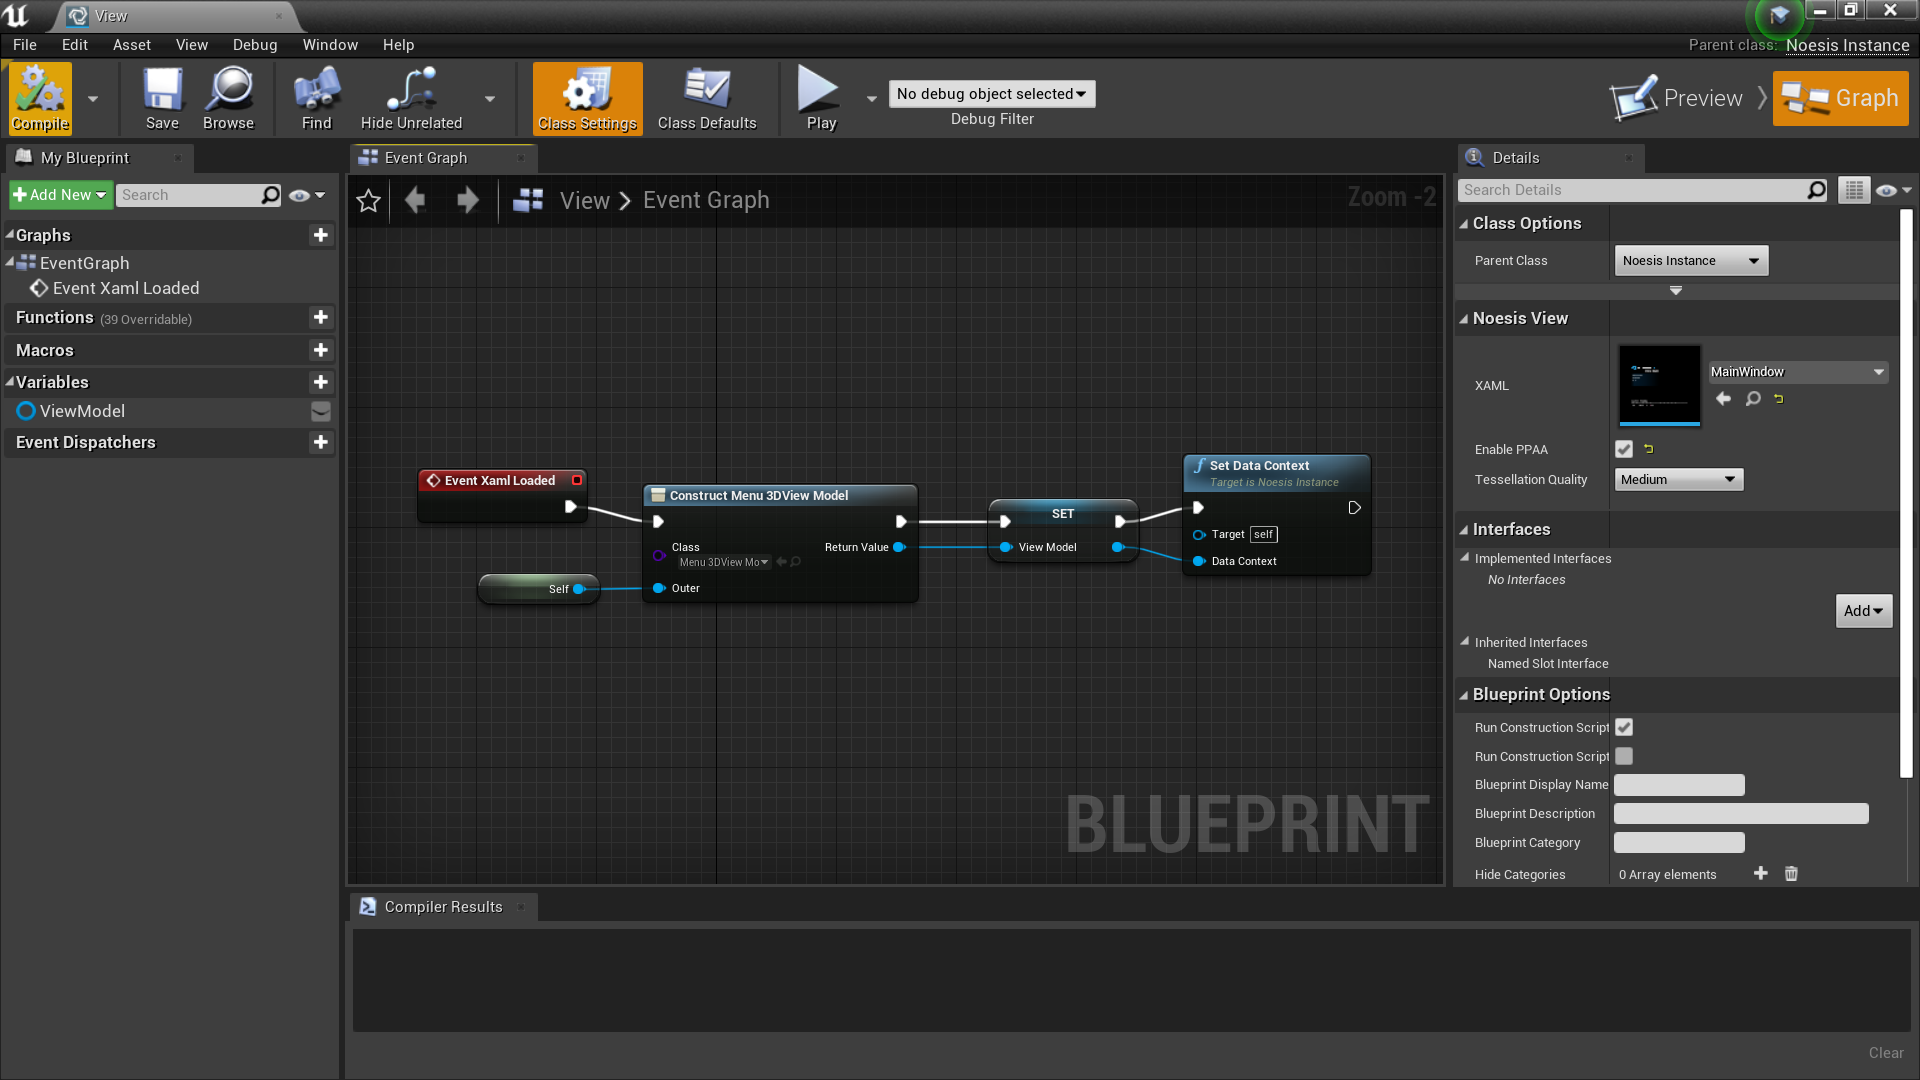 View
File Edit Asset View Debug Window Help
Parent class: Noesis Instance
Compile
Save
Browse
Find
Hide Unrelated
Class Settings
Class Defaults
Play
No debug object selected
Debug Filter
Preview
Graph
My Blueprint
Add New
Search
Graphs
EventGraph
Event Xaml Loaded
Functions (39 Overridable)
Macros
Variables
ViewModel
Event Dispatchers
Event Graph
View > Event Graph
Zoom -2
Event Xaml Loaded
Self
Construct Menu 3DView Model
Class
Menu 3DView Mo
Return Value
Outer
SET
View Model
Set Data Context
Target is Noesis Instance
Target self
Data Context
BLUEPRINT
Details
Search Details
Class Options
Parent Class Noesis Instance
Noesis View
XAML
MainWindow
Enable PPAA
Tessellation Quality Medium
Interfaces
Implemented Interfaces
No Interfaces
Add
Inherited Interfaces
Named Slot Interface
Blueprint Options
Run Construction Script
Run Construction Script
Blueprint Display Name
Blueprint Description
Blueprint Category
Hide Categories 0 Array elements
Compiler Results
Clear